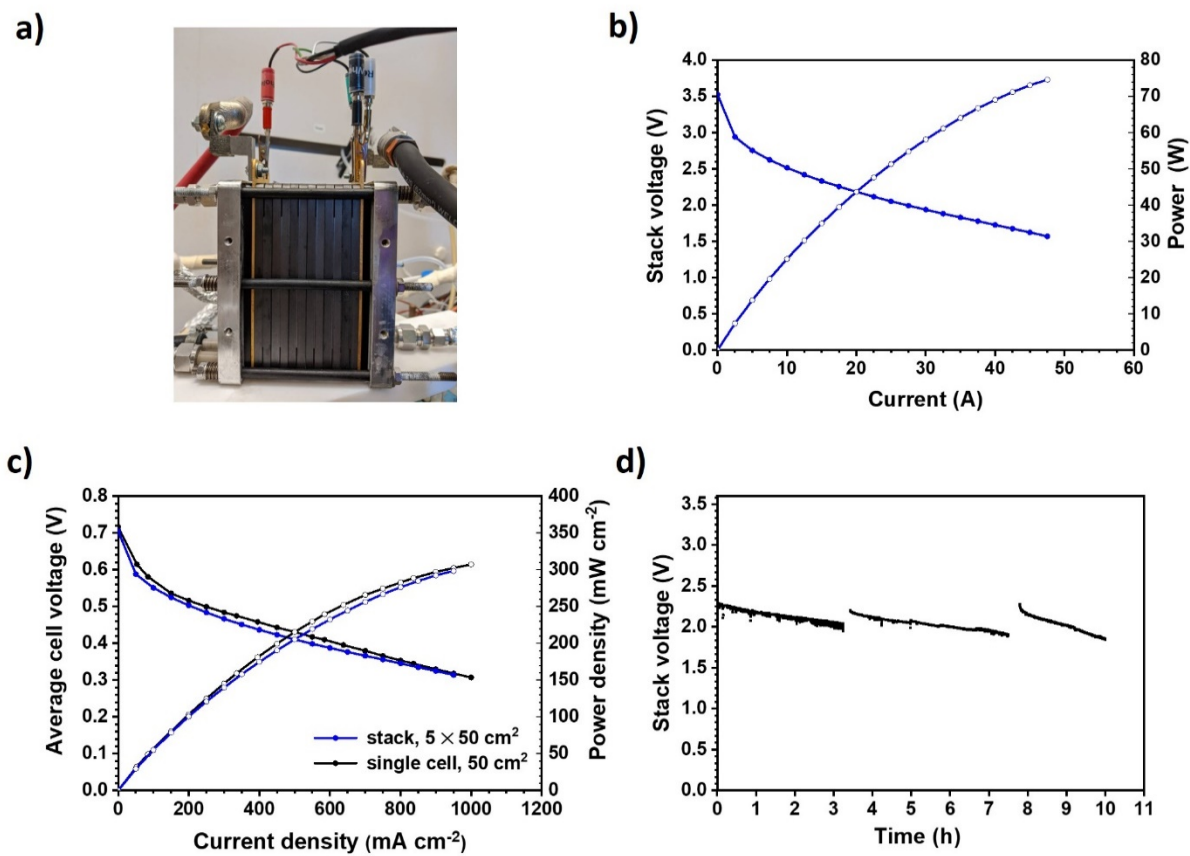 a)
b)
4.0
3.5
3.0
2.5
2.0
1.5
1.0
0.5
0.0
Stack voltage (V)
80
70
60
50
40
30
20
10
0
Power (W)
0 10 20 30 40 50 60
Current (A)
c)
0.8
0.7
0.6
0.5
0.4
0.3
0.2
0.1
0.0
Average cell voltage (V)
400
350
300
250
200
150
100
50
0
Power density (mW cm⁻²)
stack, 5 × 50 cm²
single cell, 50 cm²
0 200 400 600 800 1000 1200
Current density (mA cm⁻²)
d)
3.5
3.0
2.5
2.0
1.5
1.0
0.5
0.0
Stack voltage (V)
0 1 2 3 4 5 6 7 8 9 10 11
Time (h)